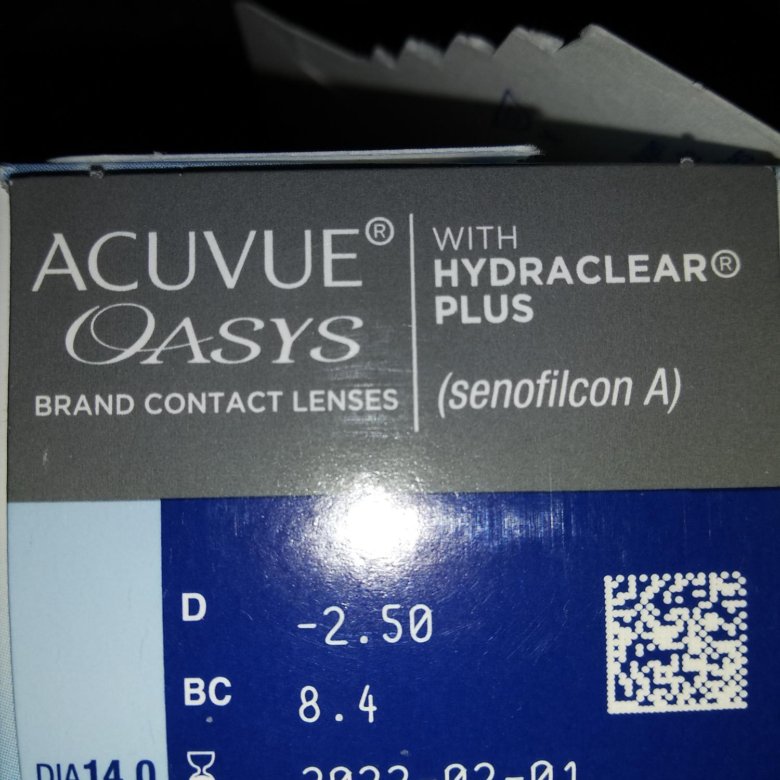 ACUVUE®
OASYS
BRAND CONTACT LENSES
WITH
HYDRACLEAR®
PLUS
(senofilcon A)
D -2.50
BC 8.4
DIA14.0